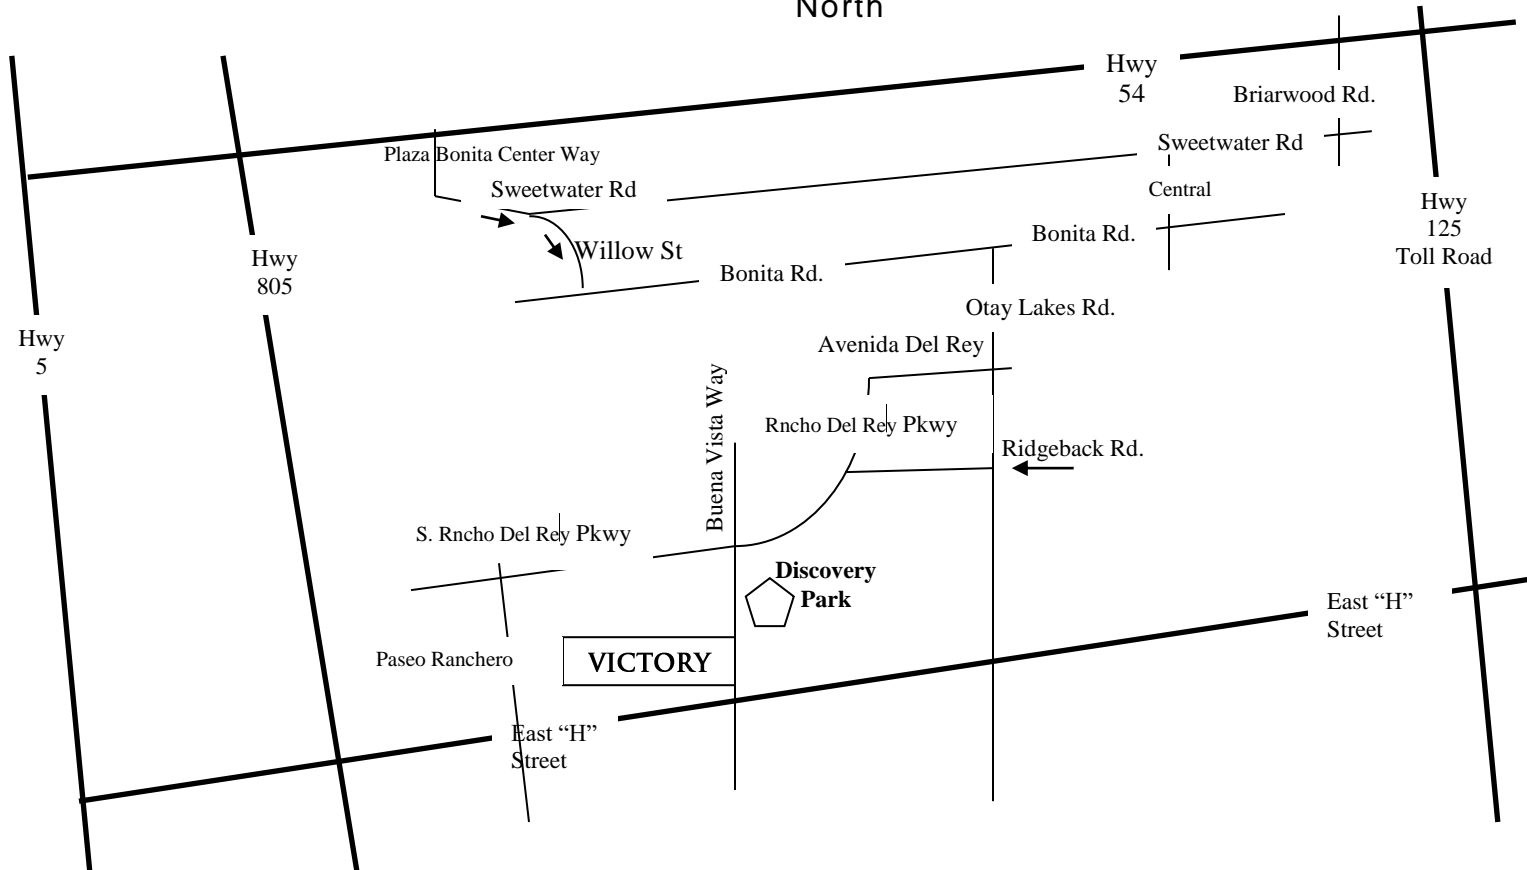 North
Hwy
54
Briarwood Rd.
Sweetwater Rd
Plaza Bonita Center Way
Sweetwater Rd
Central
Hwy
125
Toll Road
Bonita Rd.
Willow St
Hwy
805
Bonita Rd.
Otay Lakes Rd.
Hwy
5
Avenida Del Rey
Buena Vista Way
Rncho Del Rey Pkwy
Ridgeback Rd.
S. Rncho Del Rey Pkwy
Discovery
Park
East “H”
Street
Paseo Ranchero
VICTORY
East “H”
Street